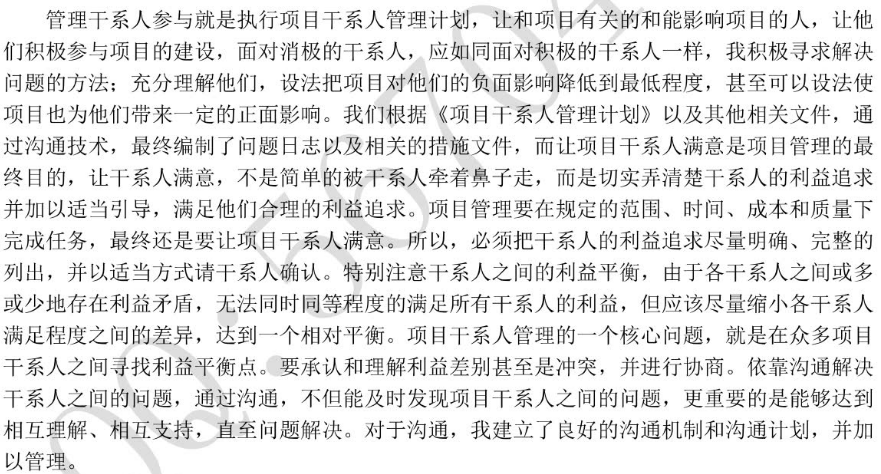 管理干系人参与就是执行项目干系人管理计划，让和项目有关的和能影响项目的人，让他
们积极参与项目的建设，面对消极的干系人，应如同面对积极的干系人一样，我积极寻求解决
问题的方法；充分理解他们，设法把项目对他们的负面影响降低到最低程度，甚至可以设法使
项目也为他们带来一定的正面影响。我们根据《项目干系人管理计划》以及其他相关文件，通
过沟通技术，最终编制了问题日志以及相关的措施文件，而让项目干系人满意是项目管理的最
终目的，让干系人满意，不是简单的被干系人牵着鼻子走，而是切实弄清楚干系人的利益追求
并加以适当引导，满足他们合理的利益追求。项目管理要在规定的范围、时间、成本和质量下
完成任务，最终还是要让项目干系人满意。所以，必须把干系人的利益追求尽量明确、完整的
列出，并以适当方式请干系人确认。特别注意干系人之间的利益平衡，由于各干系人之间或多
或少地存在利益矛盾，无法同时同等程度的满足所有干系人的利益，但应该尽量缩小各干系人
满足程度之间的差异，达到一个相对平衡。项目干系人管理的一个核心问题，就是在众多项目
干系人之间寻找利益平衡点。要承认和理解利益差别甚至是冲突，并进行协商。依靠沟通解决
干系人之间的问题，通过沟通，不但能及时发现项目干系人之间的问题，更重要的是能够达到
相互理解、相互支持，直至问题解决。对于沟通，我建立了良好的沟通机制和沟通计划，并加
以管理。